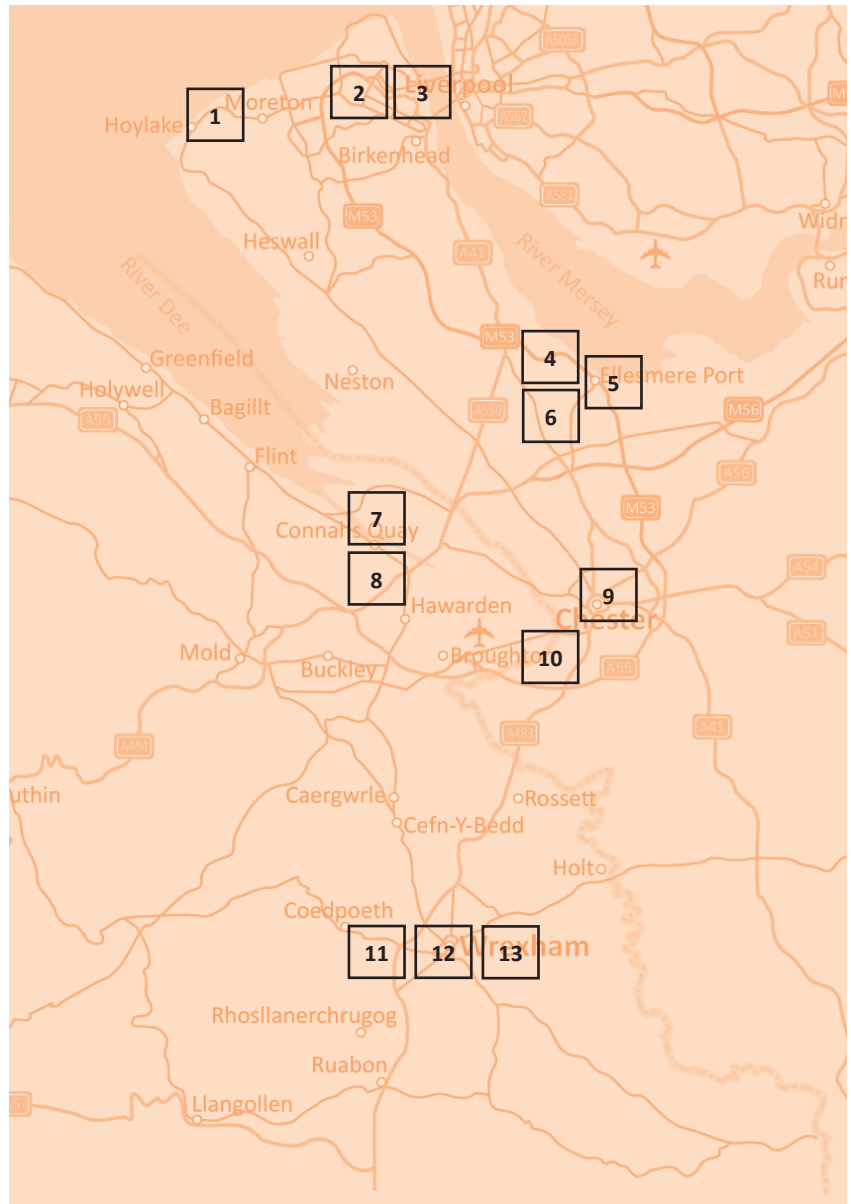 A5058
Liverpool
M
2
3
1
Moreton
Hoylake
A562
Birkenhead
A561
M53
Widn
Heswall
A41
River Dee
River Mersey
Run
M53
4
Greenfield
Neston
Ellesmere Port
5
Holywell
A55
Bagillt
A550
6
M56
Flint
A56
M53
7
Connahs Quay
8
A54
9
Hawarden
Chester
A51
Mold
Buckley
Broughton
10
A55
A494
A483
A41
uthin
Caergwrle
Rossett
Cefn-Y-Bedd
Holt
Coedpoeth
11
12
Wrexham
13
Rhosllanerchrugog
Ruabon
Llangollen